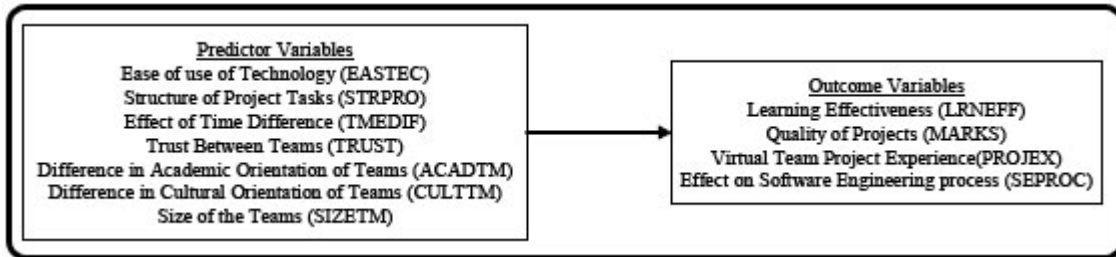 Predictor Variables
Ease of use of Technology (EASTEC)
Structure of Project Tasks (STRPRO)
Effect of Time Difference (TMEDIF)
Trust Between Teams (TRUST)
Difference in Academic Orientation of Teams (ACADTM)
Difference in Cultural Orientation of Teams (CULTTM)
Size of the Teams (SIZETM)
Outcome Variables
Learning Effectiveness (LRNEFF)
Quality of Projects (MARKS)
Virtual Team Project Experience(PROJEX)
Effect on Software Engineering process (SEPROC)